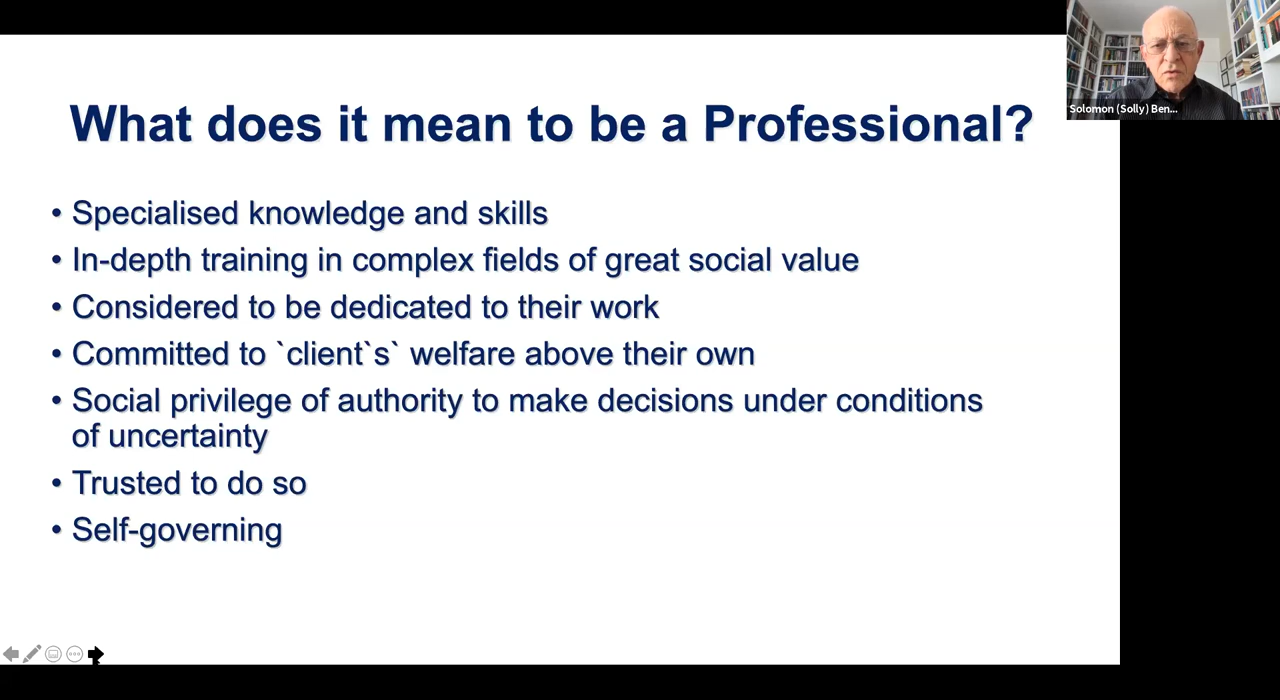 What does it mean to be a Professional?
• Specialised knowledge and skills
• In-depth training in complex fields of great social value
• Considered to be dedicated to their work
• Committed to `client`s` welfare above their own
• Social privilege of authority to make decisions under conditions
of uncertainty
• Trusted to do so
• Self-governing
Solomon (Solly) Ben...